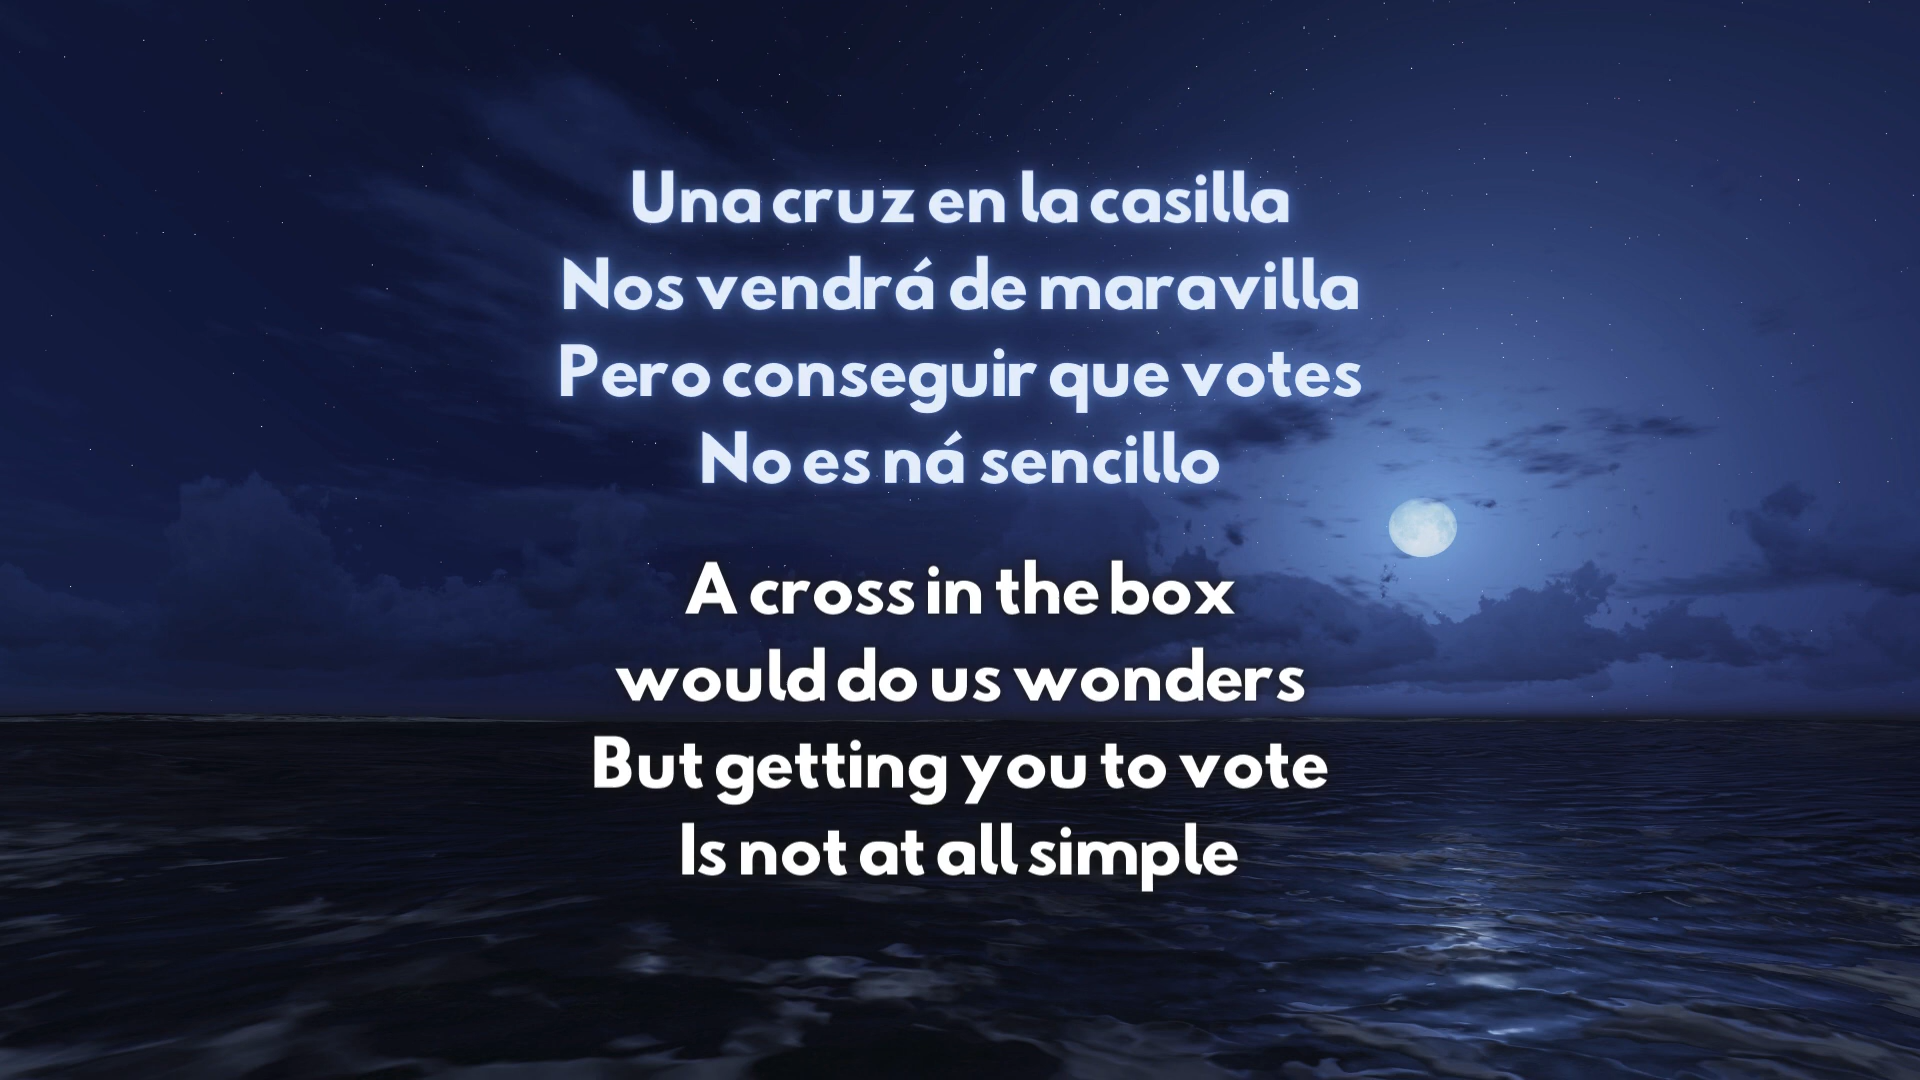 Una cruz en la casilla
Nos vendrá de maravilla
Pero conseguir que votes
No es ná sencillo
A cross in the box
would do us wonders
But getting you to vote
Is not at all simple